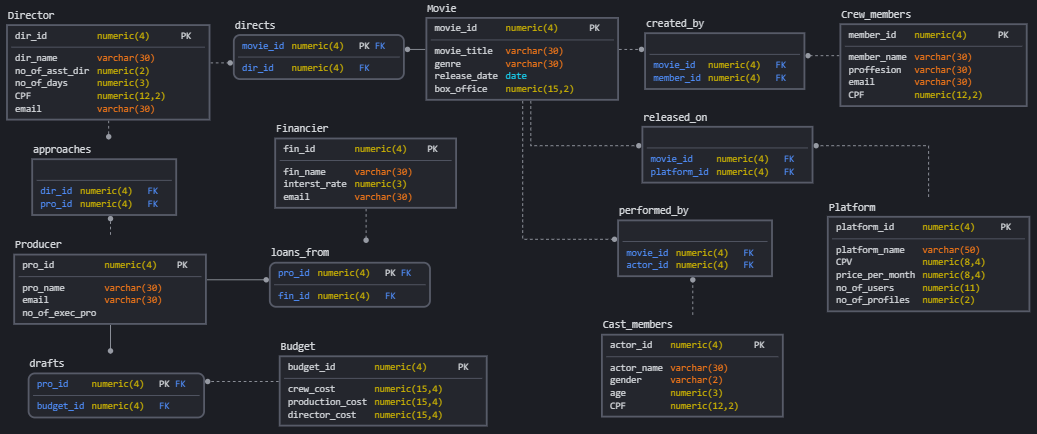 Director
dir_id numeric(4) PK
dir_name varchar(30)
no_of_asst_dir numeric(2)
no_of_days numeric(3)
CPF numeric(12,2)
email varchar(30)
directs
movie_id numeric(4) PK FK
dir_id numeric(4) FK
Movie
movie_id numeric(4) PK
movie_title varchar(30)
genre varchar(30)
release_date date
box_office numeric(15,2)
created_by
movie_id numeric(4) FK
member_id numeric(4) FK
Crew_members
member_id numeric(4) PK
member_name varchar(30)
proffesion varchar(30)
email varchar(30)
CPF numeric(12,2)
approaches
dir_id numeric(4) FK
pro_id numeric(4) FK
Financier
fin_id numeric(4) PK
fin_name varchar(30)
interst_rate numeric(3)
email varchar(30)
released_on
movie_id numeric(4) FK
platform_id numeric(4) FK
performed_by
movie_id numeric(4) FK
actor_id numeric(4) FK
Platform
platform_id numeric(4) PK
platform_name varchar(50)
CPV numeric(8,4)
price_per_month numeric(8,4)
no_of_users numeric(11)
no_of_profiles numeric(2)
Producer
pro_id numeric(4) PK
pro_name varchar(30)
email varchar(30)
no_of_exec_pro
loans_from
pro_id numeric(4) PK FK
fin_id numeric(4) FK
Cast_members
actor_id numeric(4) PK
actor_name varchar(30)
gender varchar(2)
age numeric(3)
CPF numeric(12,2)
drafts
pro_id numeric(4) PK FK
budget_id numeric(4) FK
Budget
budget_id numeric(4) PK
crew_cost numeric(15,4)
production_cost numeric(15,4)
director_cost numeric(15,4)